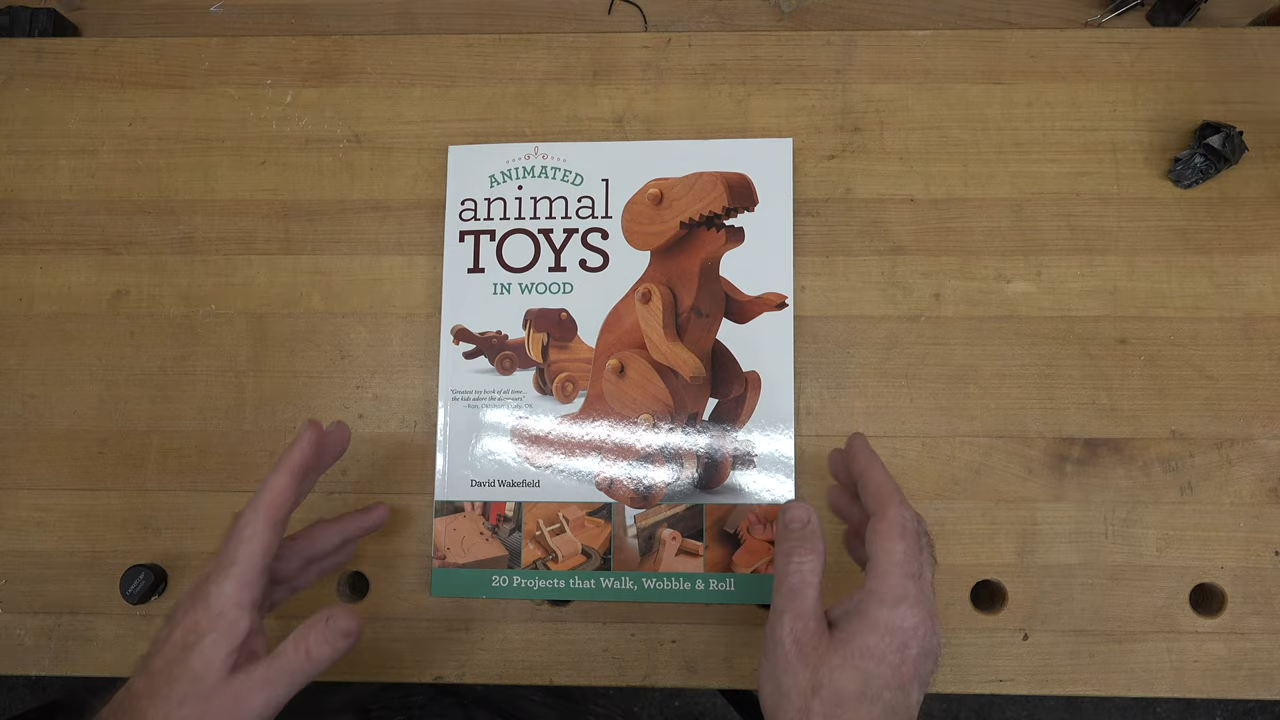 ANIMATED
animal
TOYS
IN WOOD
"Greatest toy book of all time...
the kids adore the dinosaurs."
David Wakefield
20 Projects that Walk, Wobble & Roll